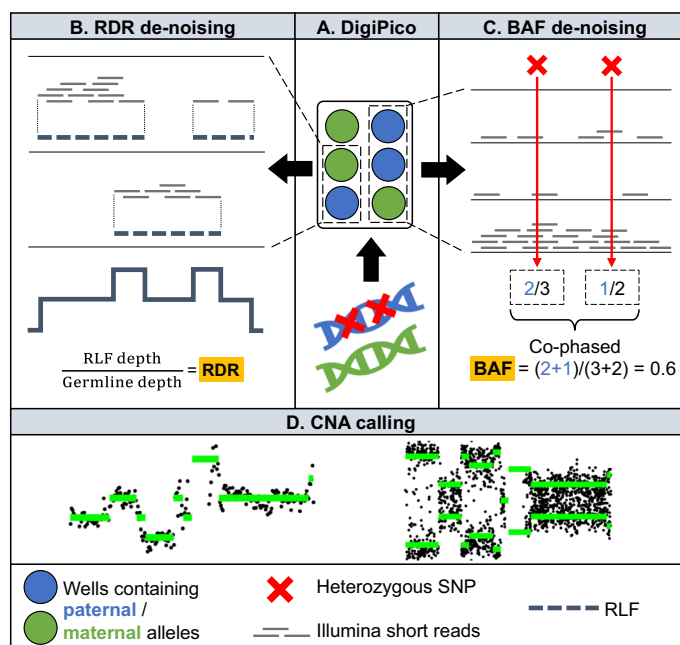 B. RDR de-noising
A. DigiPico
C. BAF de-noising
RLF depth
Germline depth
= RDR
2/3
1/2
Co-phased
BAF = (2+1)/(3+2) = 0.6
D. CNA calling
Wells containing
paternal /
maternal alleles
Heterozygous SNP
Illumina short reads
RLF